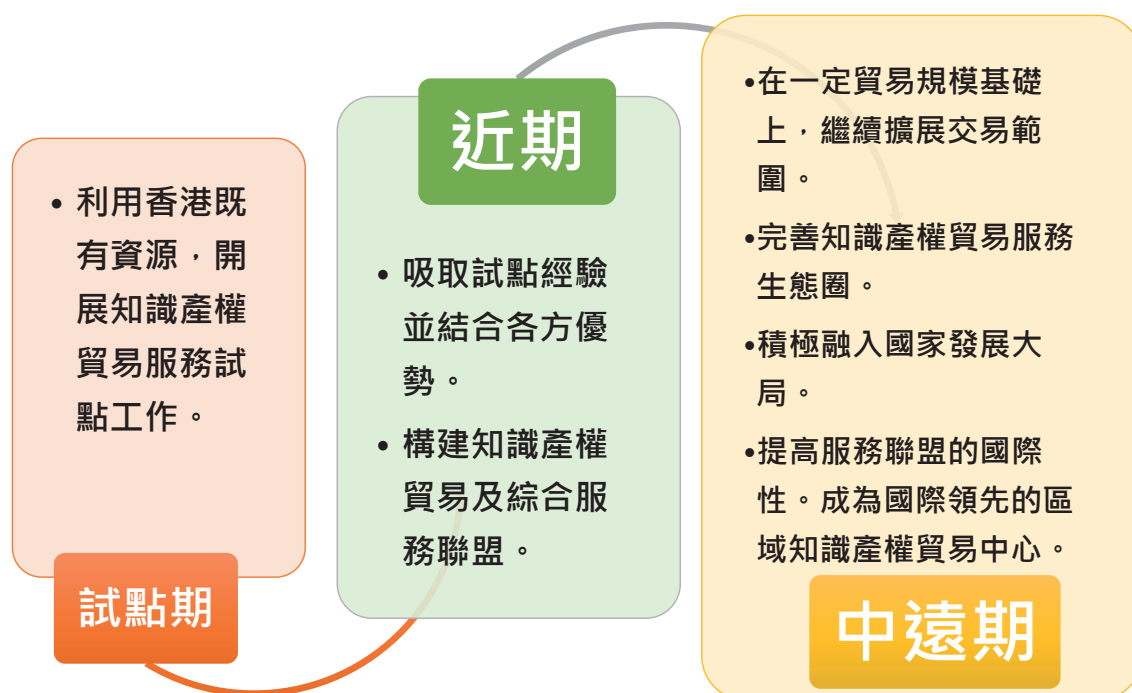 • 利用香港既
有資源，開
展知識產權
貿易服務試
點工作。
試點期
近期
• 吸取試點經驗
並結合各方優
勢。
• 構建知識產權
貿易及綜合服
務聯盟。
•在一定貿易規模基礎
上，繼續擴展交易範
圍。
•完善知識產權貿易服務
生態圈。
•積極融入國家發展大
局。
•提高服務聯盟的國際
性。成為國際領先的區
域知識產權貿易中心。
中遠期